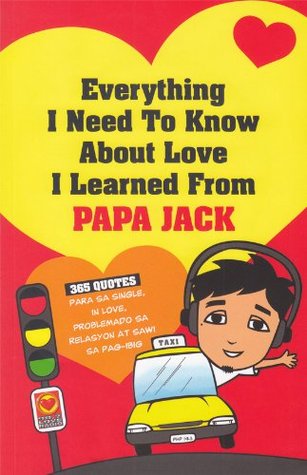 Everything
I Need To Know
About Love
I Learned From
PAPA JACK
365 QUOTES
PARA SA SINGLE,
IN LOVE,
PROBLEMADO SA
RELASYON AT SAWI
SA PAG-IBIG
TAXI